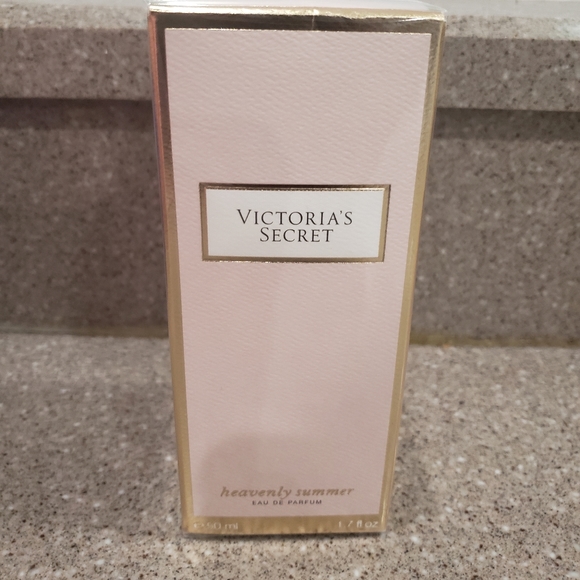 VICTORIA'S
SECRET
heavenly summer
EAU DE PARFUM
℮ 50 ml 1.7 fl oz